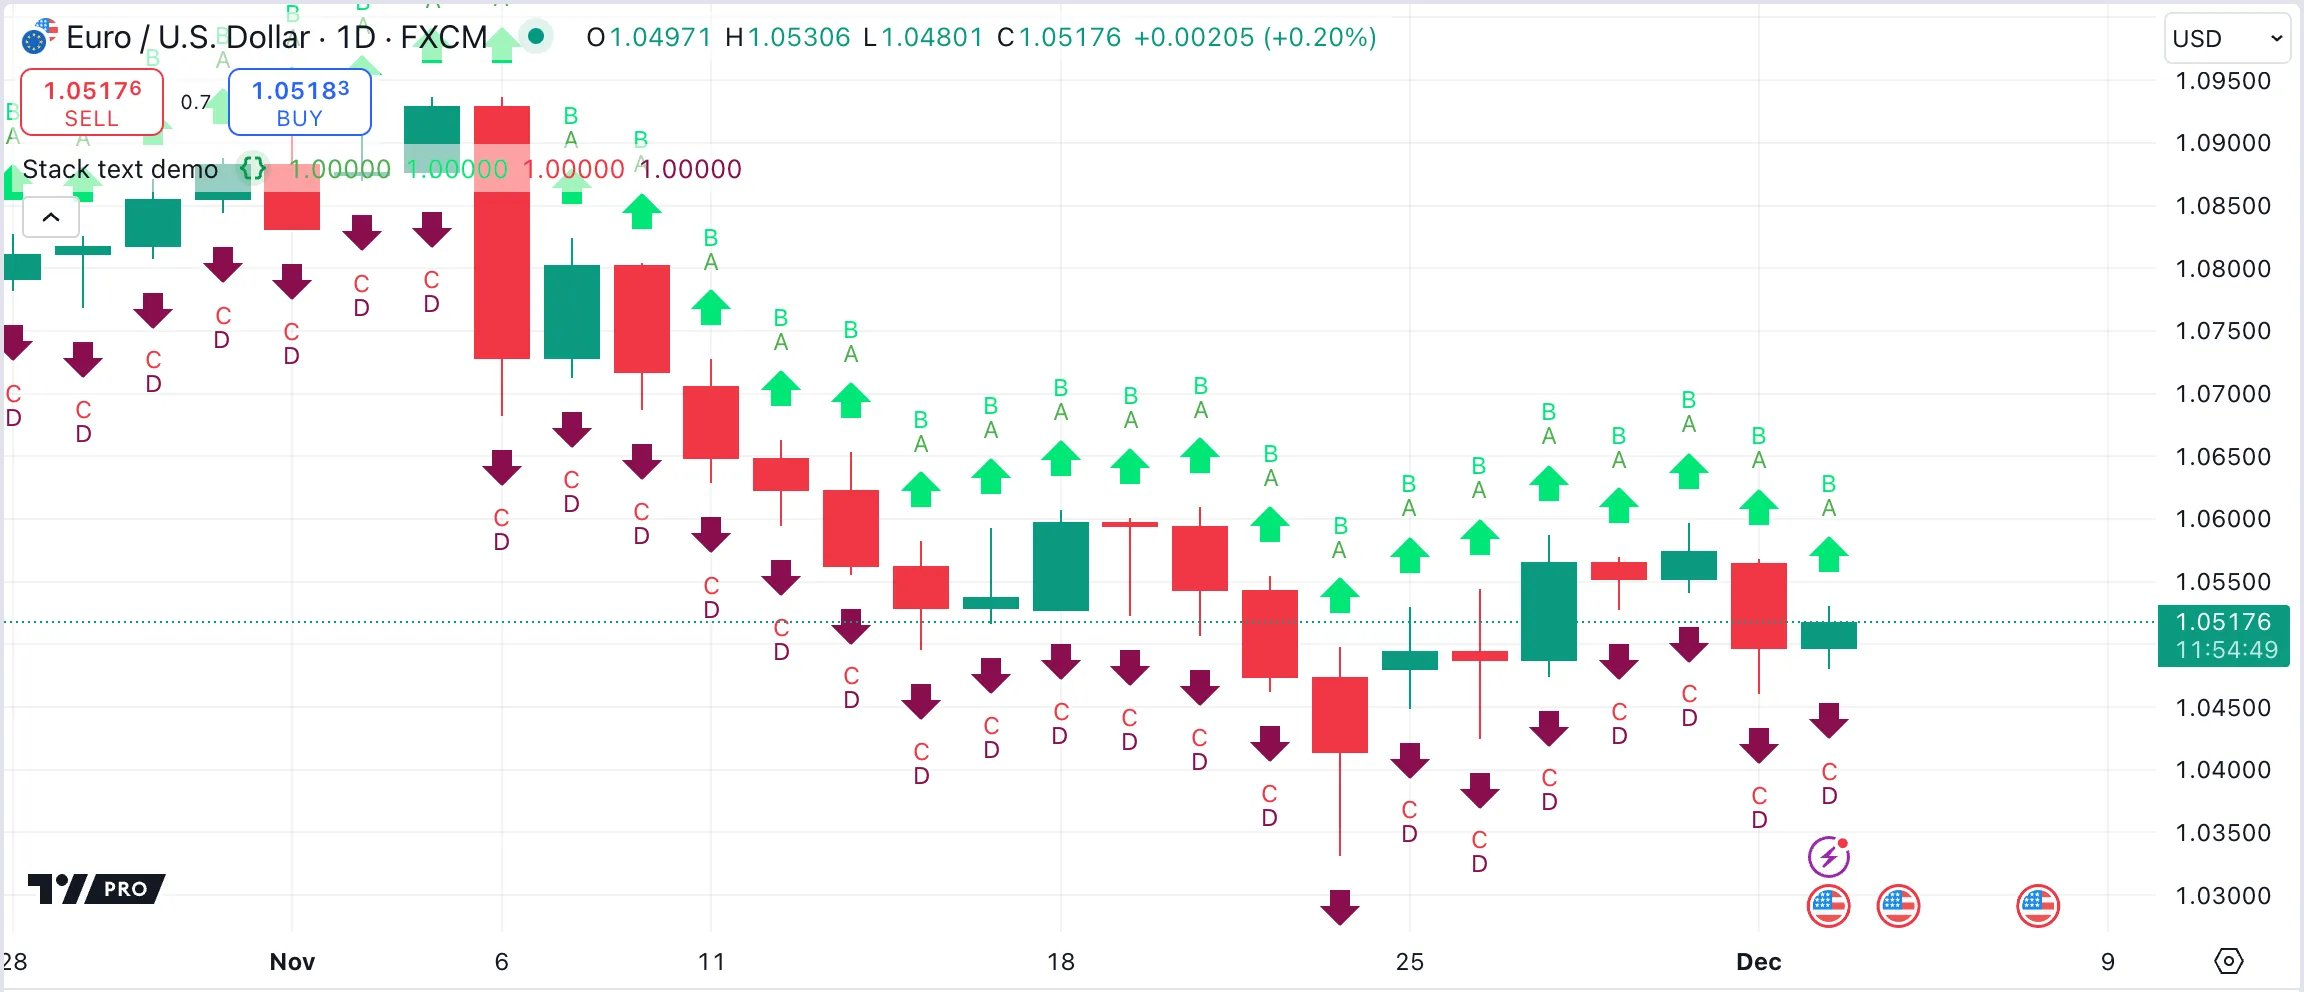 Euro / U.S. Dollar · 1D · FXCM O1.04971 H1.05306 L1.04801 C1.05176 +0.00205 (+0.20%)
USD
1.05176
SELL
0.7
1.05183
BUY
Stack text demo {} 1.00000 1.00000 1.00000 1.00000
1.09500
1.09000
1.08500
1.08000
1.07500
1.07000
1.06500
1.06000
1.05500
1.05176
11:54:49
1.04500
1.04000
1.03500
1.03000
B
A
C
D
B
A
C
D
B
A
C
D
B
A
C
D
B
A
C
D
B
A
C
D
B
A
C
D
B
A
C
D
B
A
C
D
B
A
C
D
B
A
C
D
B
A
C
D
B
A
C
D
B
A
C
D
B
A
C
D
B
A
C
D
B
A
C
D
B
A
C
D
B
A
C
D
B
A
B
A
C
D
B
A
C
D
B
A
C
D
B
A
C
D
B
A
C
D
B
A
C
D
B
A
C
D
PRO
28 Nov 6 11 18 25 Dec 9